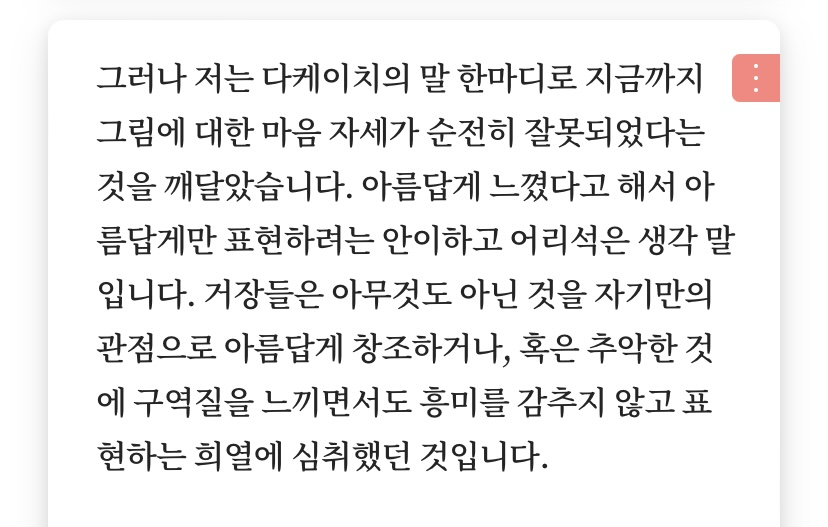 그러나 저는 다케이치의 말 한마디로 지금까지
그림에 대한 마음 자세가 순전히 잘못되었다는
것을 깨달았습니다. 아름답게 느꼈다고 해서 아
름답게만 표현하려는 안이하고 어리석은 생각 말
입니다. 거장들은 아무것도 아닌 것을 자기만의
관점으로 아름답게 창조하거나, 혹은 추악한 것
에 구역질을 느끼면서도 흥미를 감추지 않고 표
현하는 희열에 심취했던 것입니다.